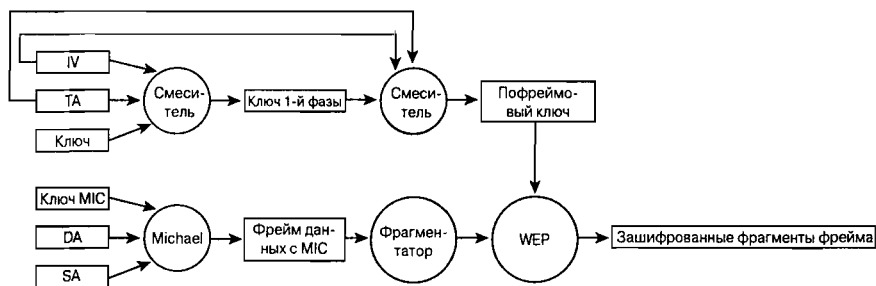 IV
TA
Ключ
Смеси-
тель
Ключ 1-й фазы
Смеси-
тель
Пофреймо-
вый ключ
Ключ MIC
DA
SA
Michael
Фрейм дан-
ных с MIC
Фрагмен-
татор
WEP
Зашифрованные фрагменты фрейма